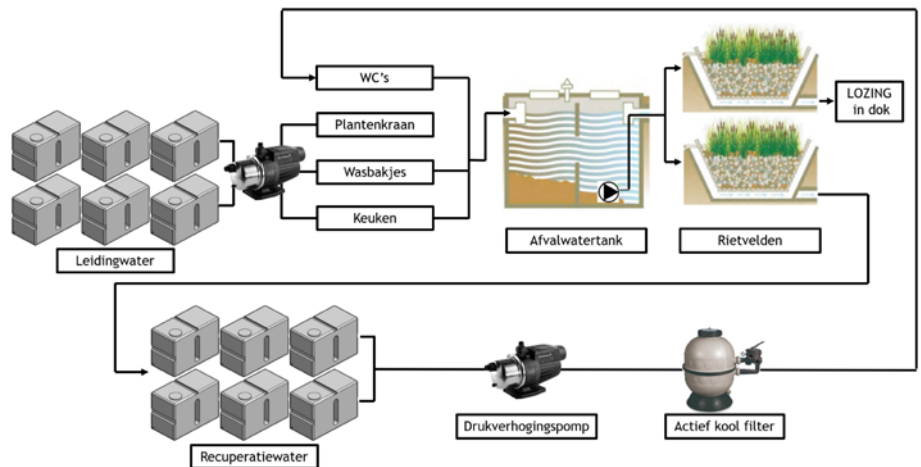 WC's
Plantenkraan
Wasbakjes
Keuken
Leidingwater
Afvalwatertank
Rietvelden
LOZING
in dok
Recuperatiewater
Drukverhogingspomp
Actief kool filter